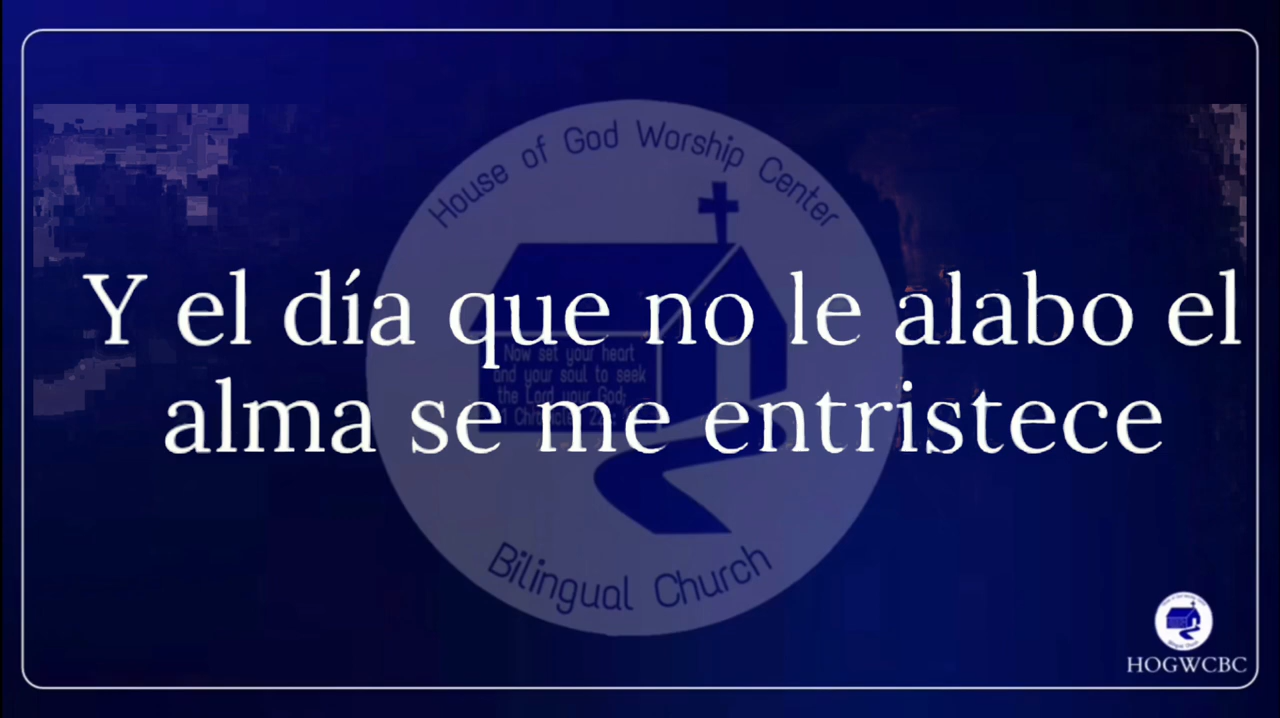 House of God Worship Center
Y el día que no le alabo el
Now set your heart
and your soul to seek
the Lord your God;
alma se me entristece
Bilingual Church
HOGWCBC